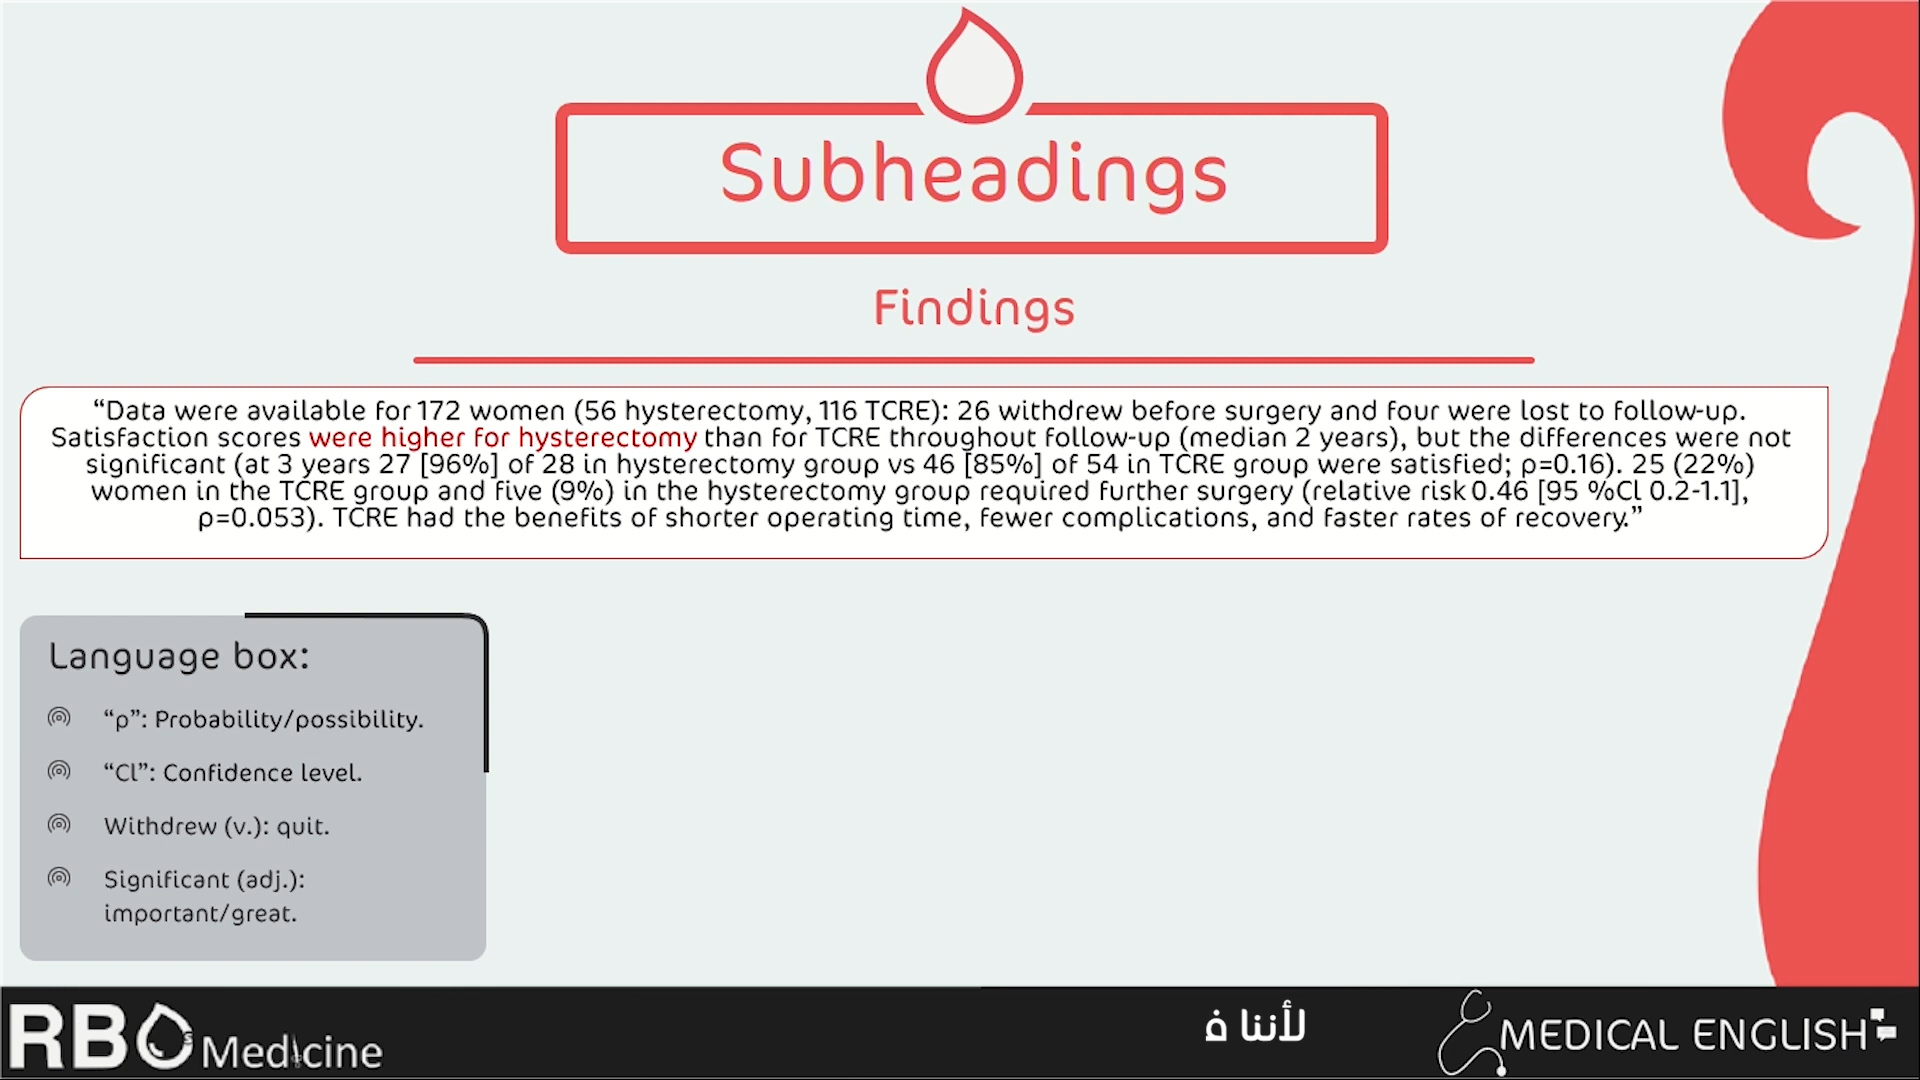 Subheadings
Findings
“Data were available for 172 women (56 hysterectomy, 116 TCRE): 26 withdrew before surgery and four were lost to follow-up.
Satisfaction scores were higher for hysterectomy than for TCRE throughout follow-up (median 2 years), but the differences were not
significant (at 3 years 27 [96%] of 28 in hysterectomy group vs 46 [85%] of 54 in TCRE group were satisfied; ρ=0.16). 25 (22%)
women in the TCRE group and five (9%) in the hysterectomy group required further surgery (relative risk 0.46 [95 %Cl 0.2-1.1],
ρ=0.053). TCRE had the benefits of shorter operating time, fewer complications, and faster rates of recovery.”
Language box:
“ρ”: Probability/possibility.
“Cl”: Confidence level.
Withdrew (v.): quit.
Significant (adj.):
important/great.
RBOs Medicine
لأننا ف
MEDICAL ENGLISH